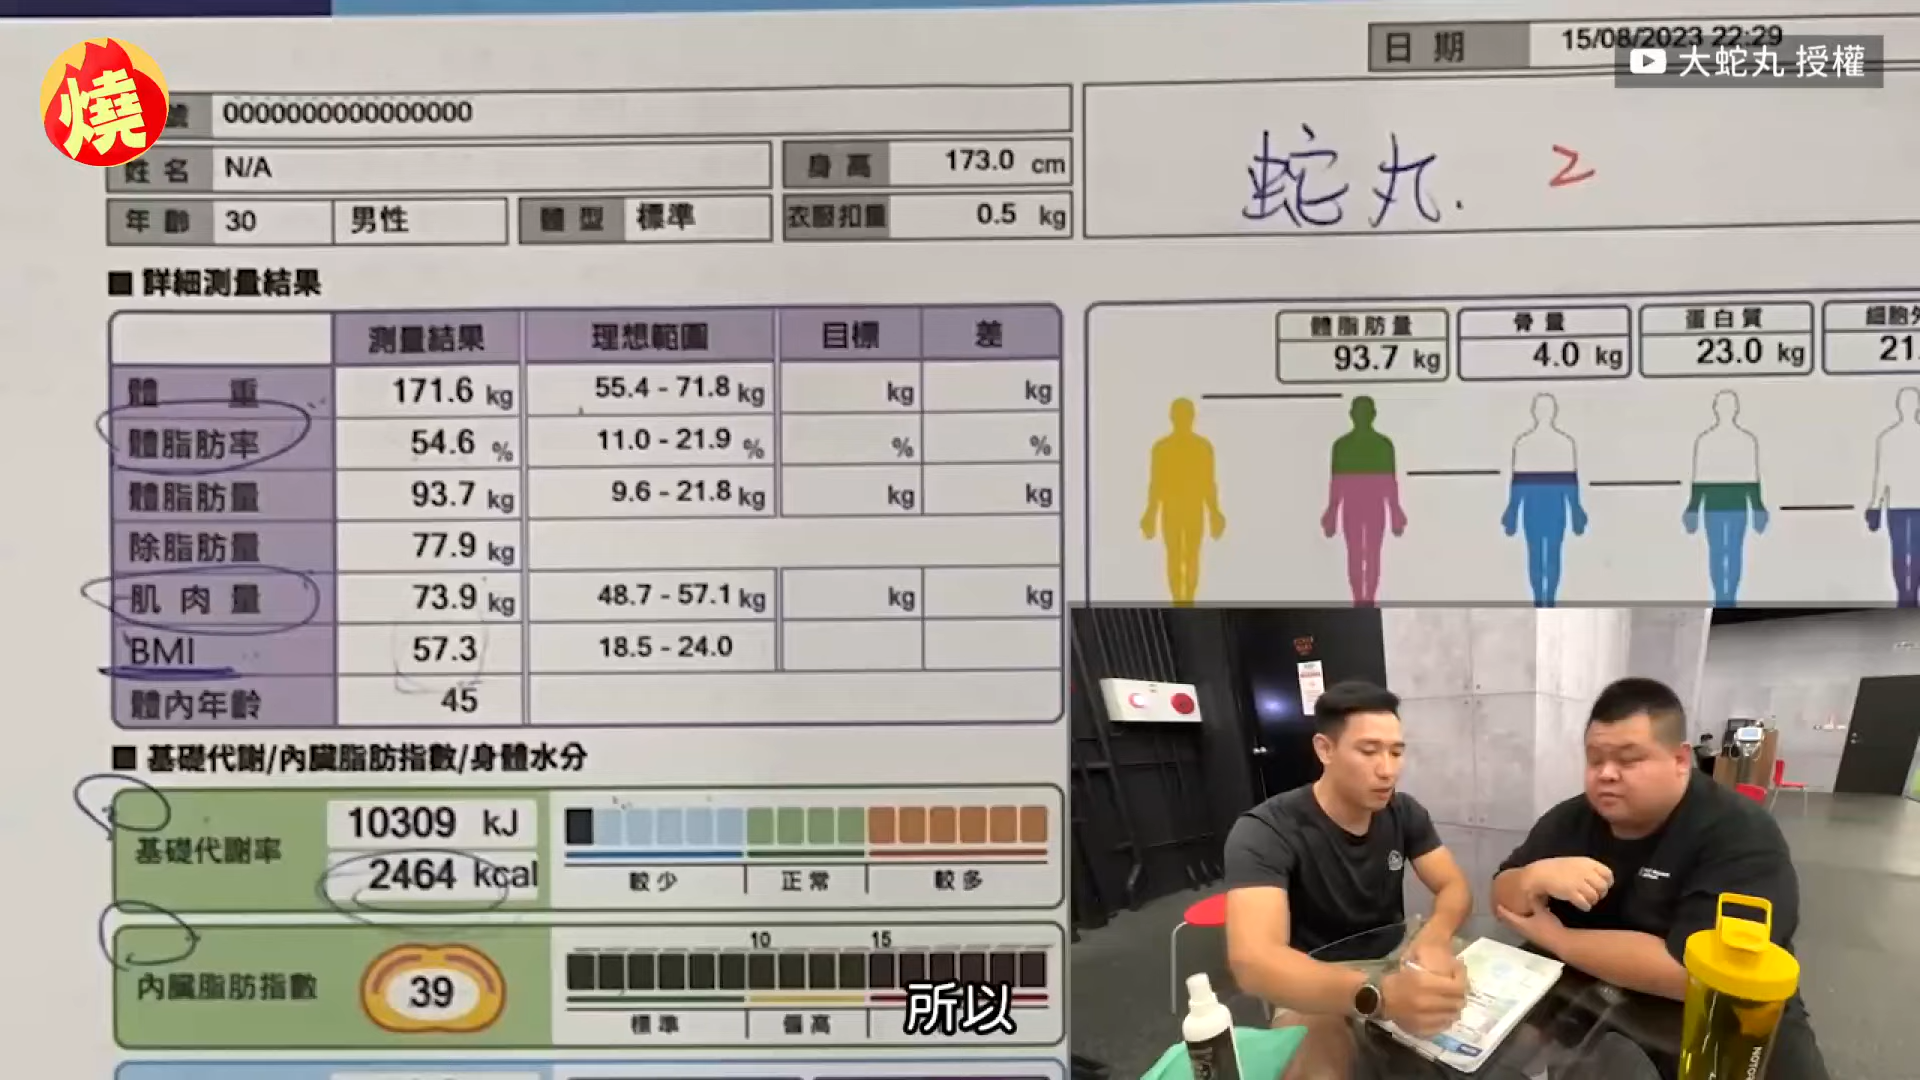 燒
日期 15/08/2023 22:29
大蛇丸 授權
號 0000000000000000
姓名 N/A
身高 173.0 cm
年齡 30 男性
體型 標準
衣服扣量 0.5 kg
蛇丸. 2
■ 詳細測量結果
測量結果 理想範圍 目標 差
體重 171.6 kg 55.4 - 71.8 kg kg kg
體脂肪率 54.6 % 11.0 - 21.9 % % %
體脂肪量 93.7 kg 9.6 - 21.8 kg kg kg
除脂肪量 77.9 kg
肌肉量 73.9 kg 48.7 - 57.1 kg kg kg
BMI 57.3 18.5 - 24.0
體內年齡 45
體脂肪量 93.7 kg
骨量 4.0 kg
蛋白質 23.0 kg
細胞外 21.
■ 基礎代謝/內臟脂肪指數/身體水分
基礎代謝率 10309 kJ
2464 kcal
較少 正常 較多
內臟脂肪指數 39
10 15
標準 偏高
所以